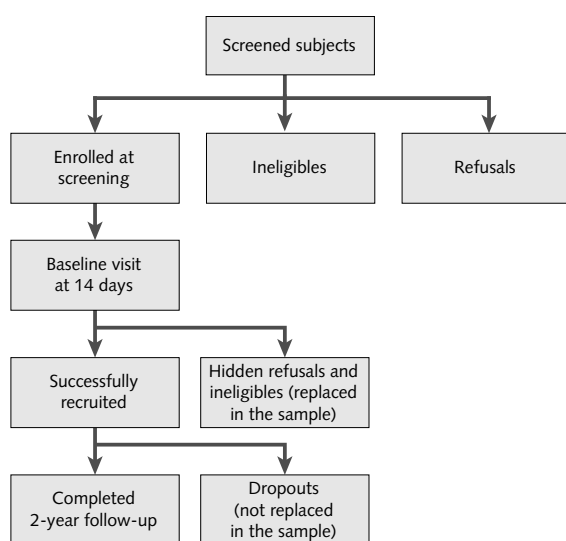 Screened subjects
Enrolled at
screening
Ineligibles
Refusals
Baseline visit
at 14 days
Successfully
recruited
Hidden refusals and
ineligibles (replaced
in the sample)
Completed
2-year follow-up
Dropouts
(not replaced
in the sample)